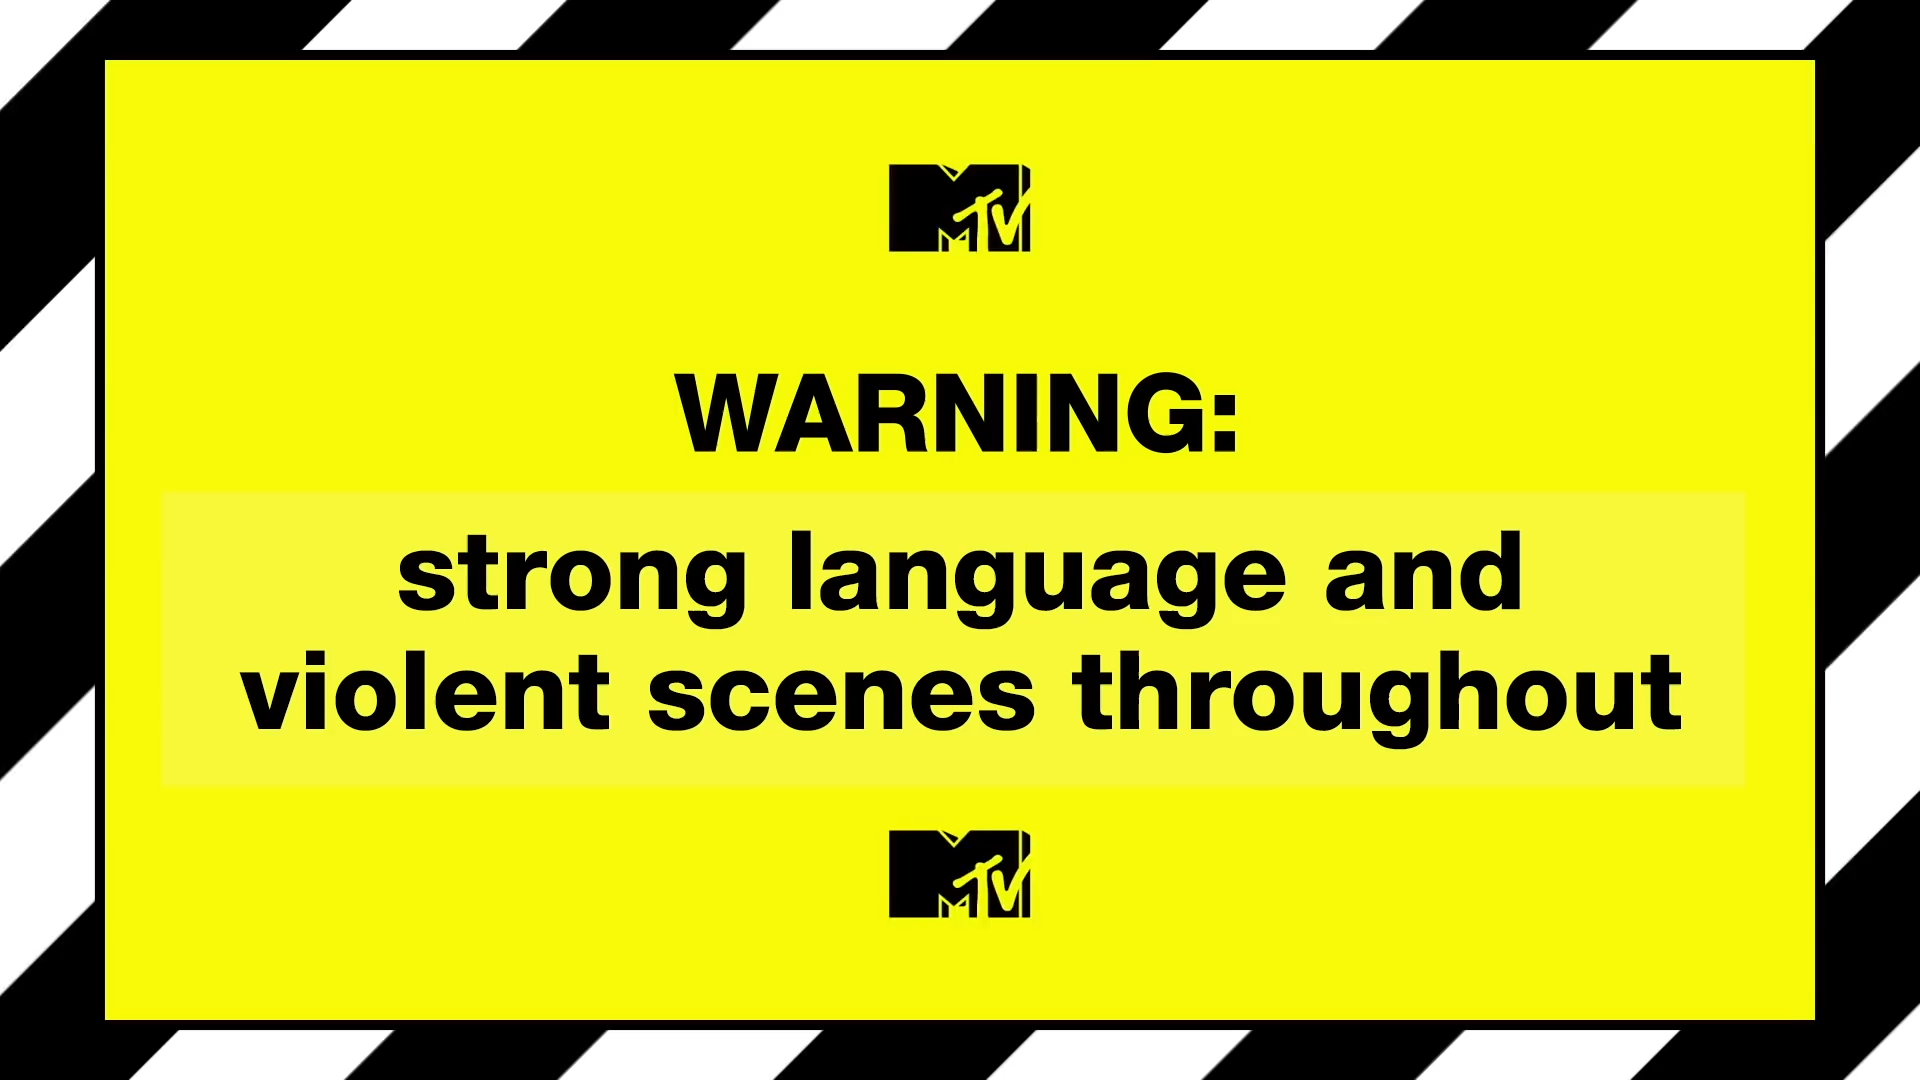 MTV
WARNING:
strong language and
violent scenes throughout
MTV